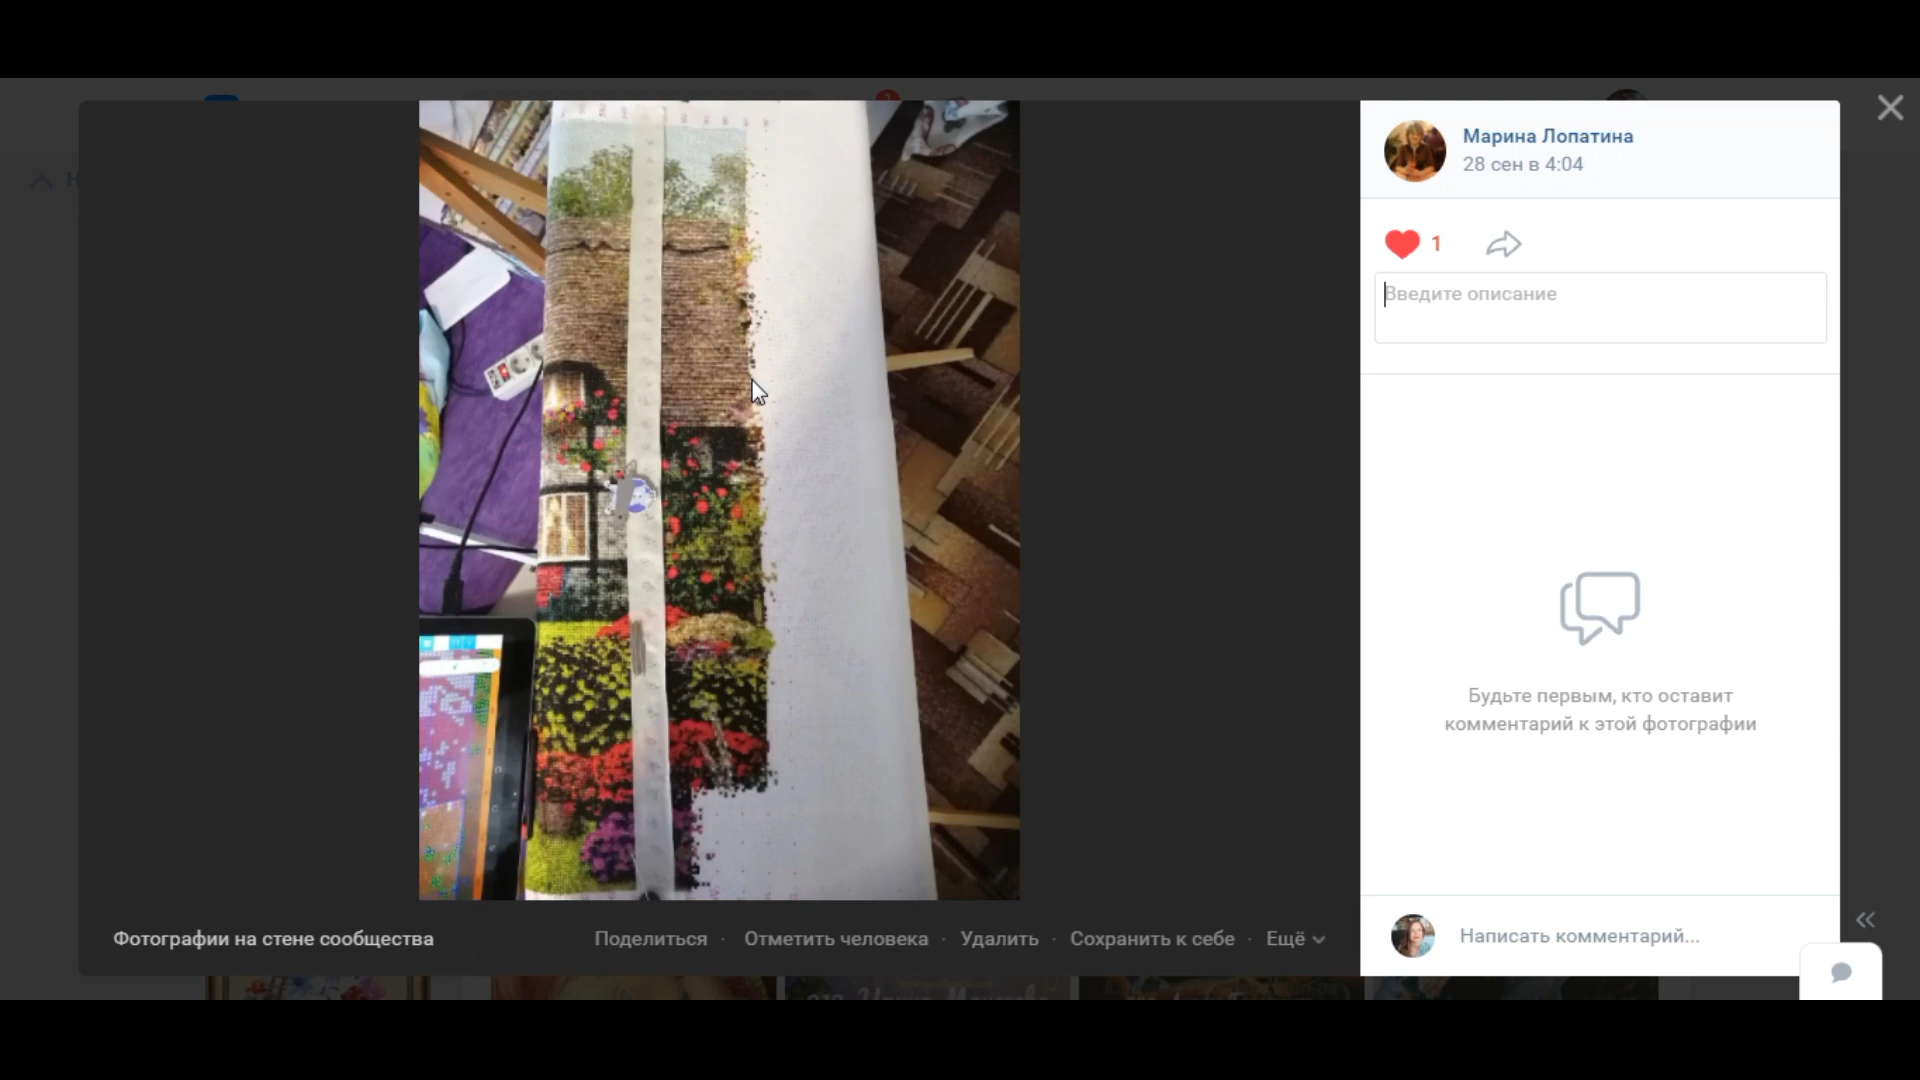 Марина Лопатина
28 сен в 4:04
1
Введите описание
Будьте первым, кто оставит
комментарий к этой фотографии
Написать комментарий...
Фотографии на стене сообщества
Поделиться · Отметить человека · Удалить · Сохранить к себе · Ещё